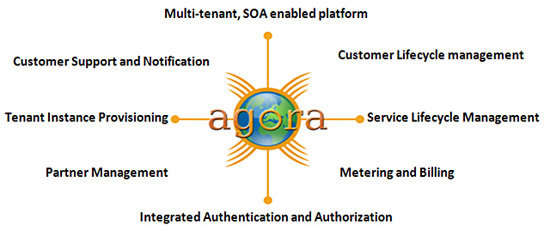 Multi-tenant, SOA enabled platform
Customer Support and Notification
Customer Lifecycle management
Tenant Instance Provisioning
agora
Service Lifecycle Management
Partner Management
Metering and Billing
Integrated Authentication and Authorization